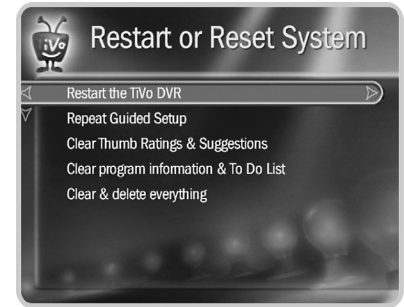 TiVo
Restart or Reset System
Restart the TiVo DVR
Repeat Guided Setup
Clear Thumb Ratings & Suggestions
Clear program information & To Do List
Clear & delete everything